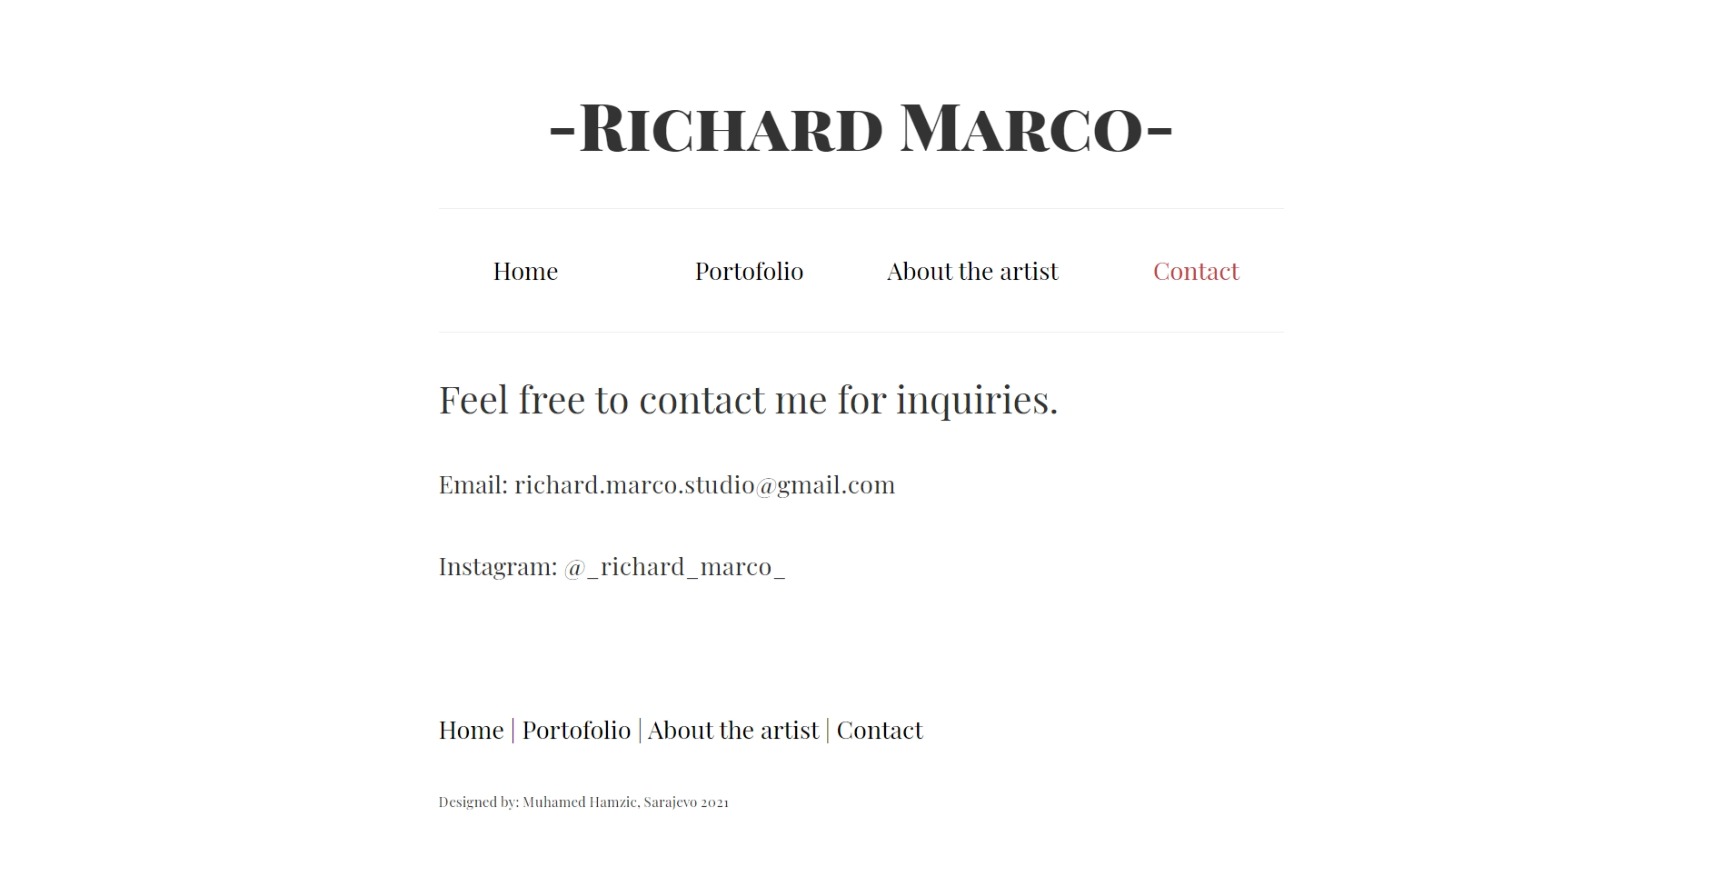 -Richard Marco-
Home Portofolio About the artist Contact
Feel free to contact me for inquiries.
Email: richard.marco.studio@gmail.com
Instagram: @_richard_marco_
Home | Portofolio | About the artist | Contact
Designed by: Muhamed Hamzic, Sarajevo 2021